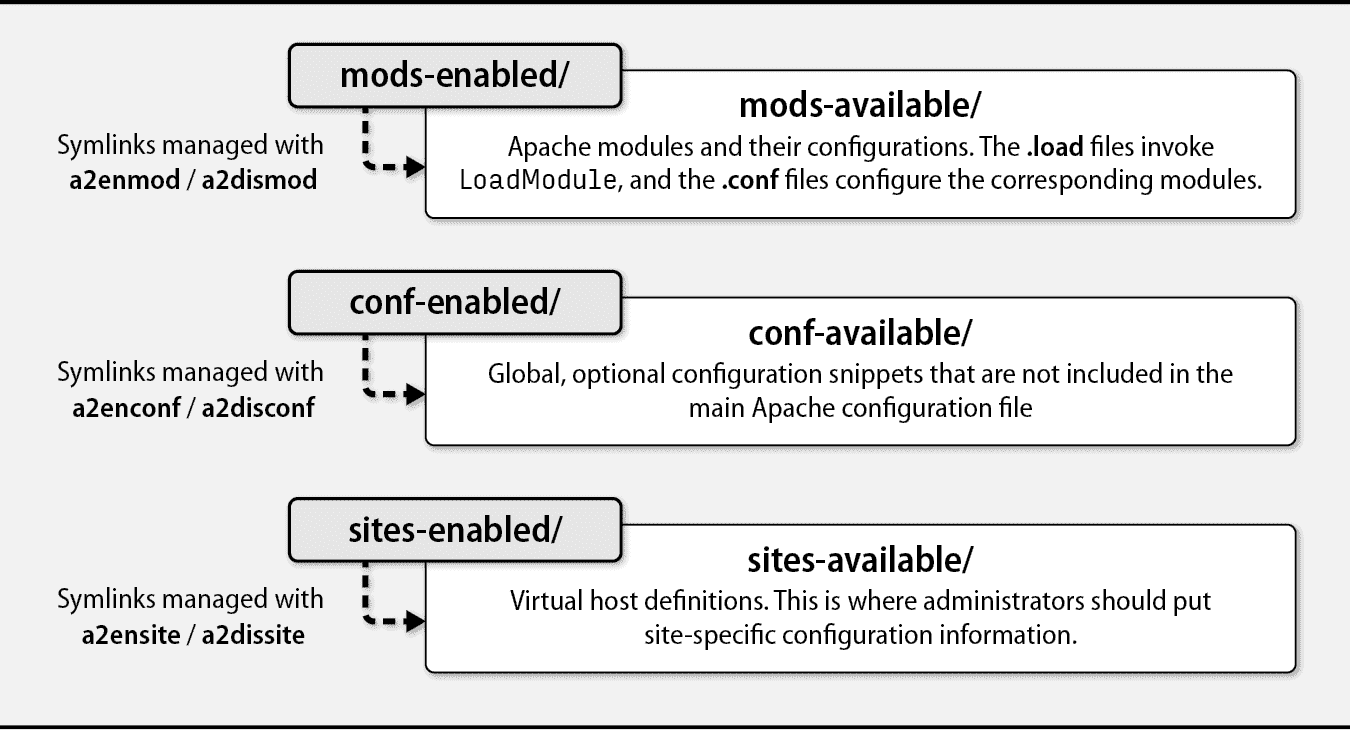 mods-enabled/
mods-available/
Symlinks managed with
a2enmod / a2dismod
Apache modules and their configurations. The .load files invoke
LoadModule, and the .conf files configure the corresponding modules.
conf-enabled/
conf-available/
Symlinks managed with
a2enconf / a2disconf
Global, optional configuration snippets that are not included in the
main Apache configuration file
sites-enabled/
sites-available/
Symlinks managed with
a2ensite / a2dissite
Virtual host definitions. This is where administrators should put
site-specific configuration information.